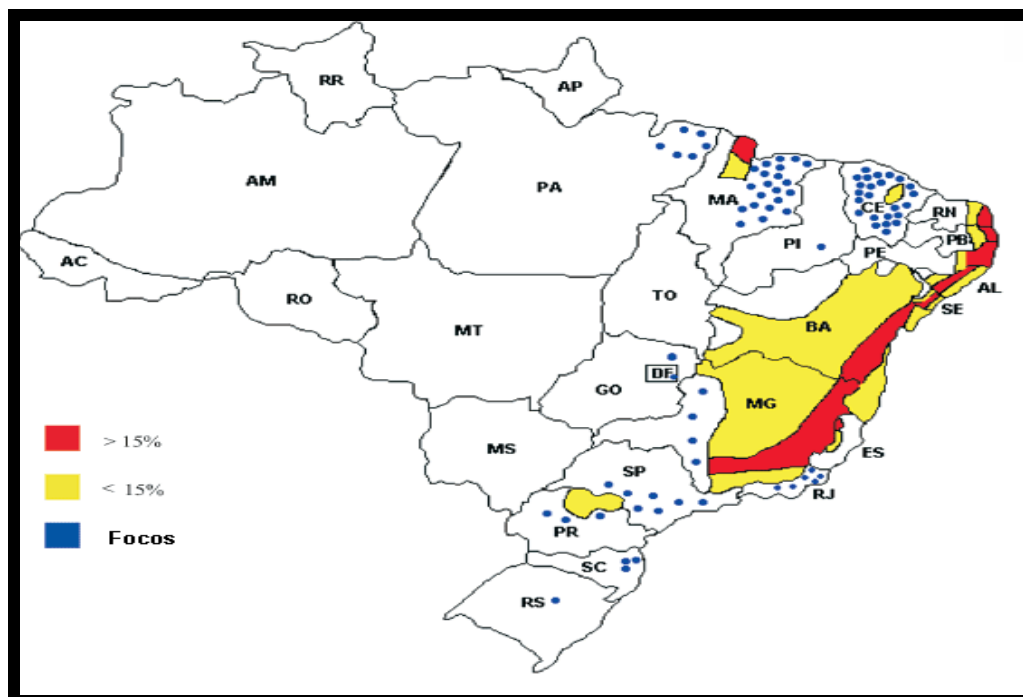 RR
AP
AM
PA
MA
CE
RN
PB
PI
PE
AC
TO
AL
RO
SE
MT
BA
DF
GO
MG
MS
ES
SP
RJ
PR
SC
RS
> 15%
< 15%
Focos